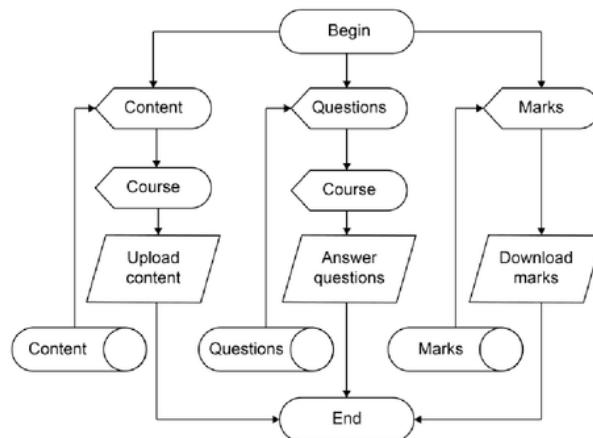 Begin
Content
Questions
Marks
Course
Course
Upload
content
Answer
questions
Download
marks
Content
Questions
Marks
End